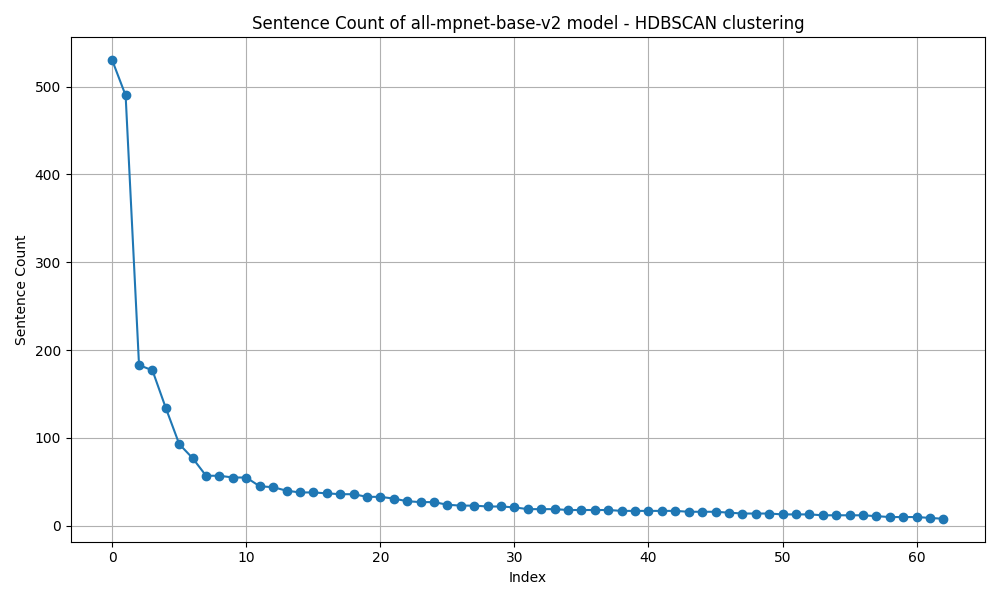 Sentence Count of all-mpnet-base-v2 model - HDBSCAN clustering
500
400
300
200
100
0
Sentence Count
0 10 20 30 40 50 60
Index